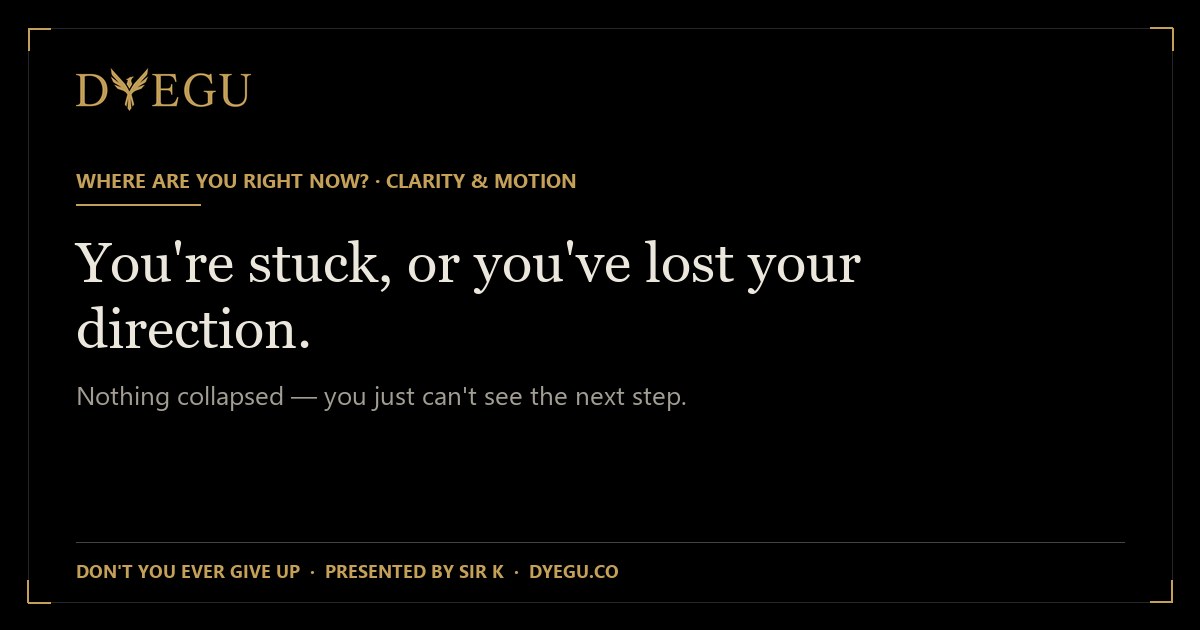 DYEGU
WHERE ARE YOU RIGHT NOW? · CLARITY & MOTION
You're stuck, or you've lost your
direction.
Nothing collapsed — you just can't see the next step.
DON'T YOU EVER GIVE UP · PRESENTED BY SIR K · DYEGU.CO